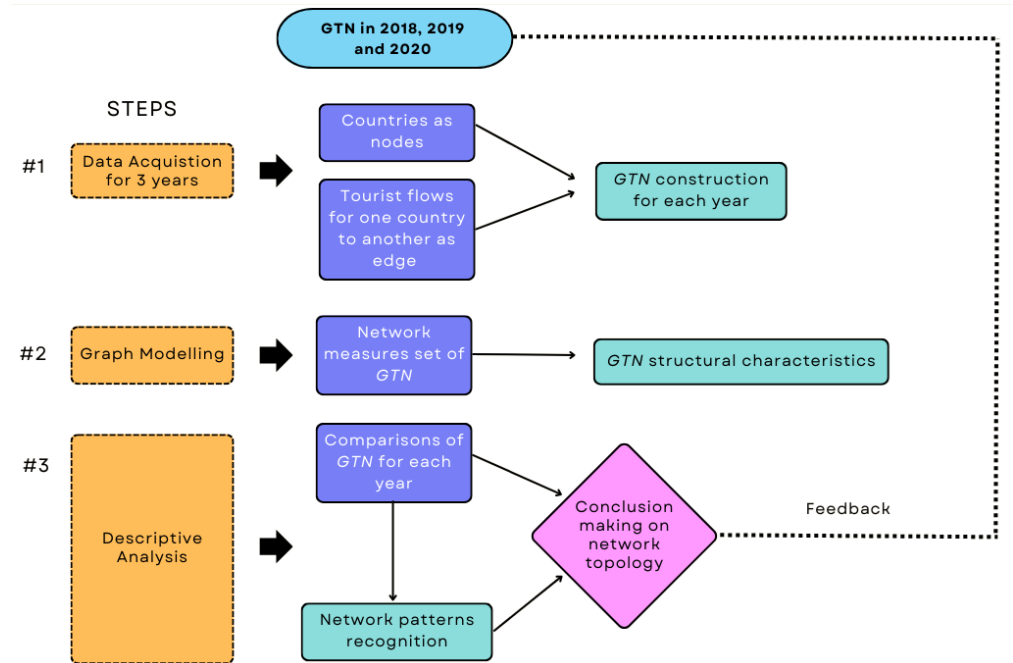 GTN in 2018, 2019
and 2020
STEPS
#1
Data Acquistion
for 3 years
Countries as
nodes
Tourist flows
for one country
to another as
edge
GTN construction
for each year
#2
Graph Modelling
Network
measures set of
GTN
GTN structural characteristics
#3
Descriptive
Analysis
Comparisons of
GTN for each
year
Network patterns
recognition
Conclusion
making on
network
topology
Feedback